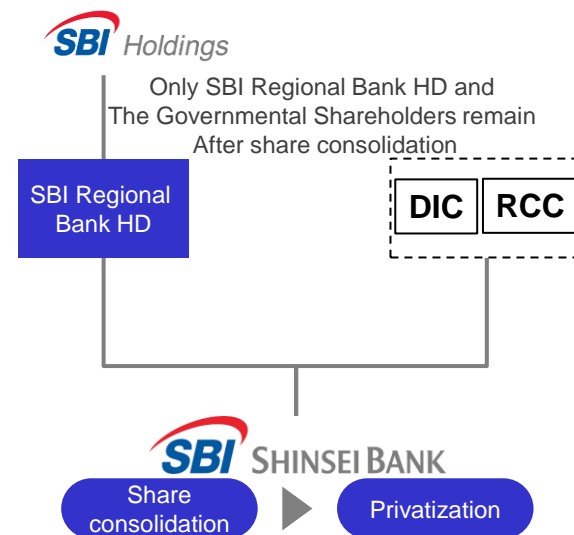 SBI Holdings
Only SBI Regional Bank HD and
The Governmental Shareholders remain
After share consolidation
SBI Regional
Bank HD
DIC
RCC
SBI SHINSEI BANK
Share
consolidation
Privatization